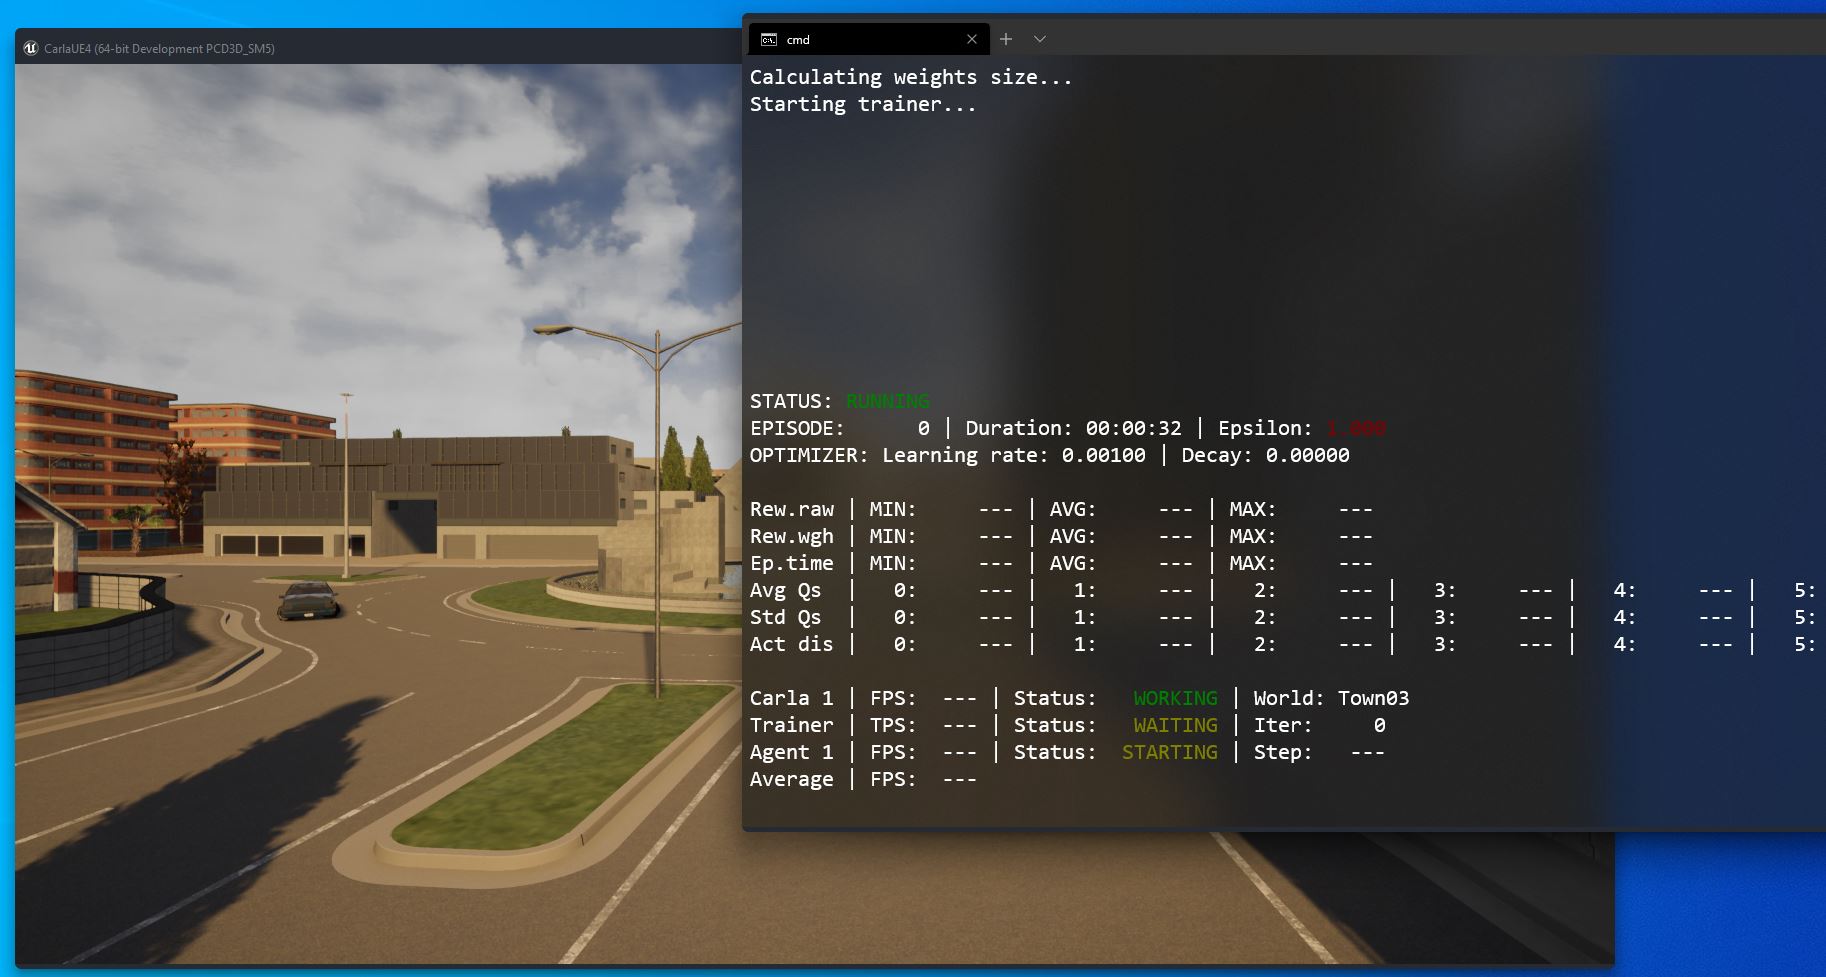 CarlaUE4 (64-bit Development PCD3D_SM5)
cmd
Calculating weights size...
Starting trainer...
STATUS: RUNNING
EPISODE: 0 | Duration: 00:00:32 | Epsilon: 1.000
OPTIMIZER: Learning rate: 0.00100 | Decay: 0.00000
Rew.raw | MIN: --- | AVG: --- | MAX: ---
Rew.wgh | MIN: --- | AVG: --- | MAX: ---
Ep.time | MIN: --- | AVG: --- | MAX: ---
Avg Qs | 0: --- | 1: --- | 2: --- | 3: --- | 4: --- | 5:
Std Qs | 0: --- | 1: --- | 2: --- | 3: --- | 4: --- | 5:
Act dis | 0: --- | 1: --- | 2: --- | 3: --- | 4: --- | 5:
Carla 1 | FPS: --- | Status: WORKING | World: Town03
Trainer | TPS: --- | Status: WAITING | Iter: 0
Agent 1 | FPS: --- | Status: STARTING | Step: ---
Average | FPS: ---